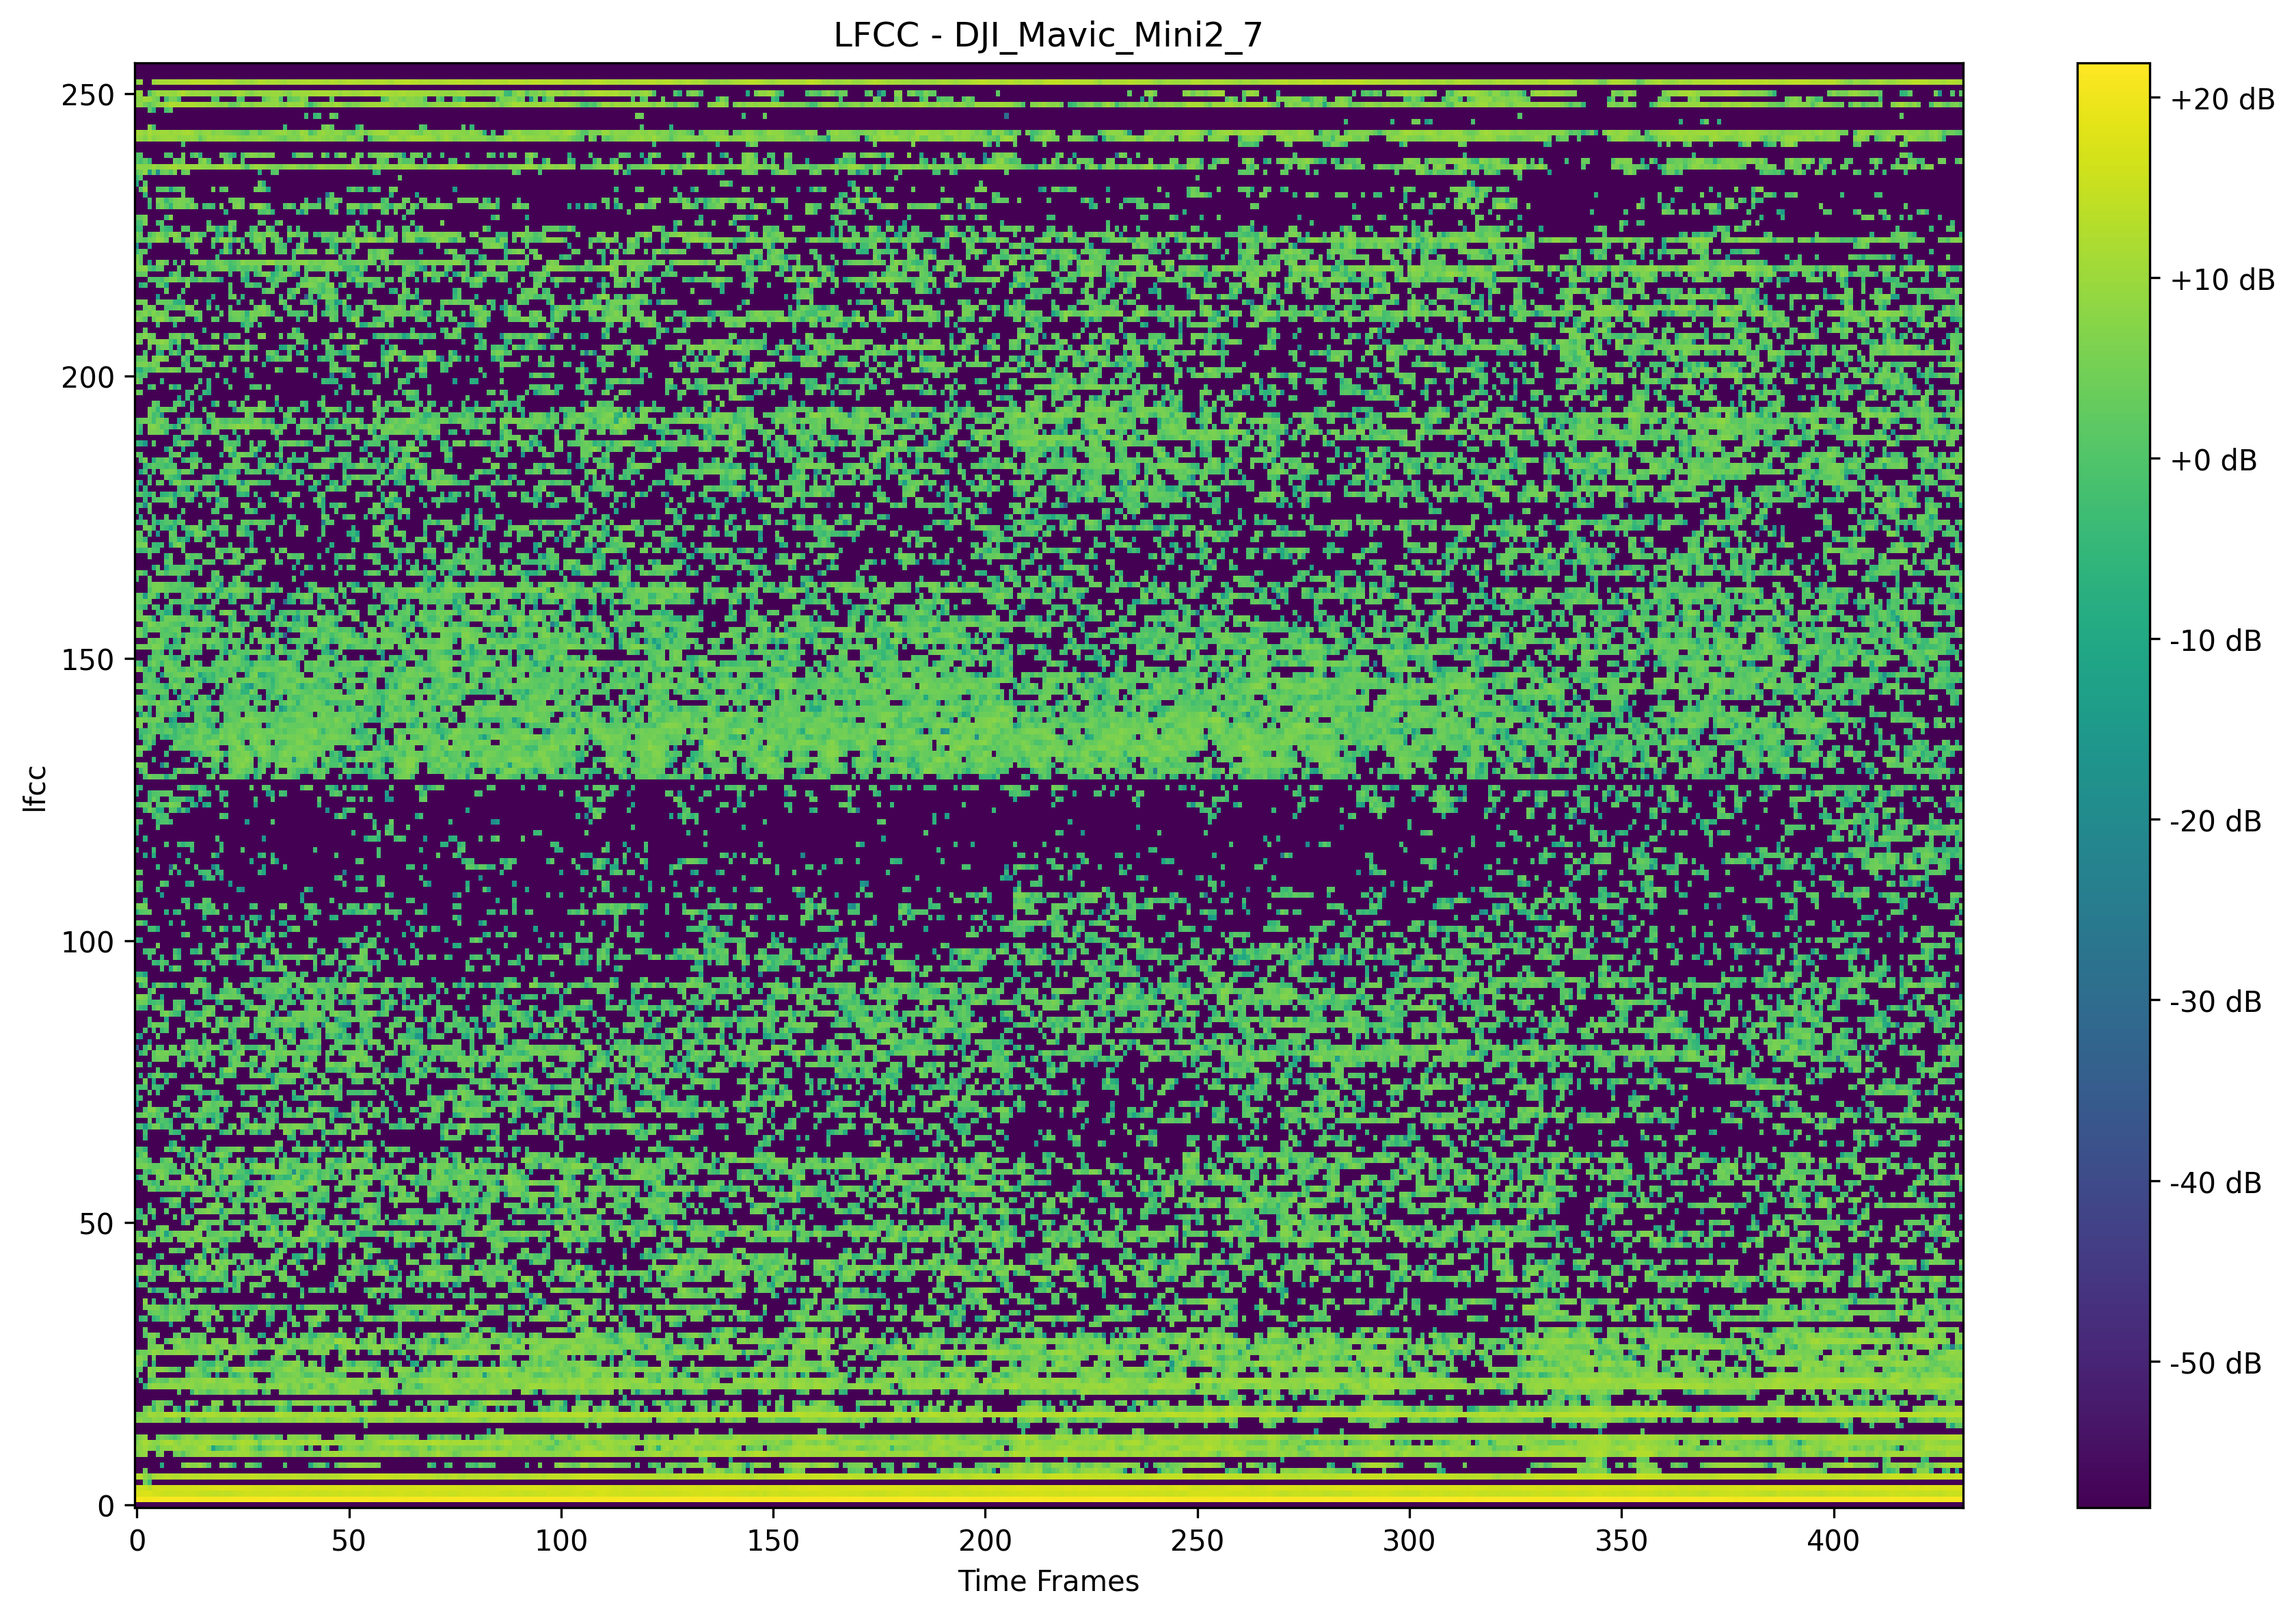 LFCC - DJI_Mavic_Mini2_7
250
200
150
100
50
0
lfcc
0 50 100 150 200 250 300 350 400
Time Frames
+20 dB
+10 dB
+0 dB
-10 dB
-20 dB
-30 dB
-40 dB
-50 dB